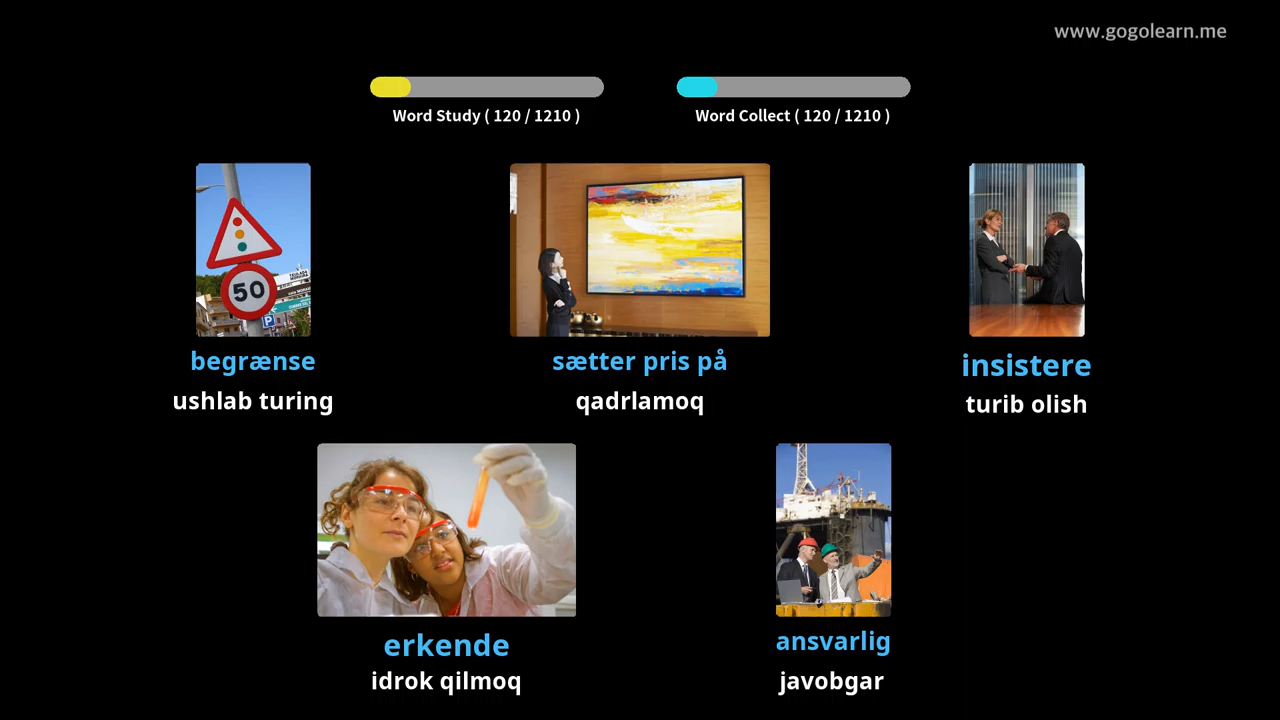 www.gogolearn.me
Word Study ( 120 / 1210 )
Word Collect ( 120 / 1210 )
50
P
begrænse
ushlab turing
sætter pris på
qadrlamoq
insistere
turib olish
erkende
idrok qilmoq
ansvarlig
javobgar